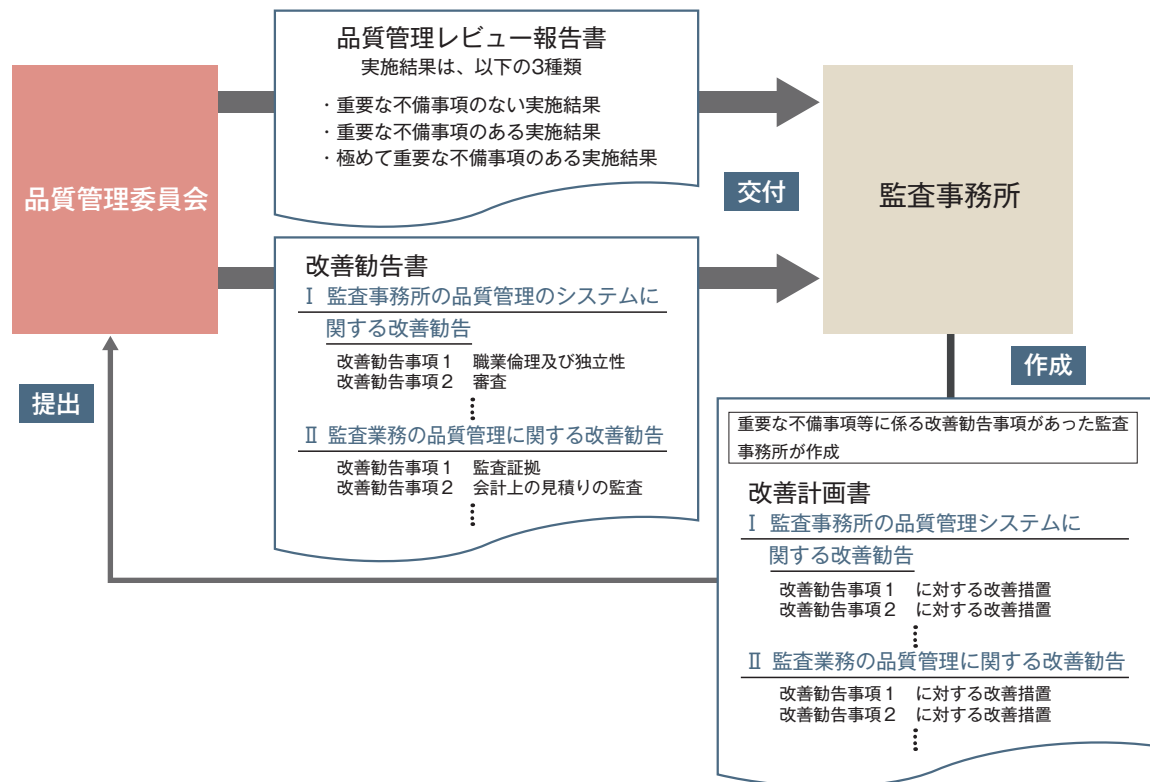 品質管理レビュー報告書
実施結果は、以下の3種類
・重要な不備事項のない実施結果
・重要な不備事項のある実施結果
・極めて重要な不備事項のある実施結果
品質管理委員会
交付
監査事務所
改善勧告書
Ⅰ 監査事務所の品質管理のシステムに
関する改善勧告
改善勧告事項1 職業倫理及び独立性
改善勧告事項2 審査
⋮
Ⅱ 監査業務の品質管理に関する改善勧告
改善勧告事項1 監査証拠
改善勧告事項2 会計上の見積りの監査
⋮
提出
作成
重要な不備事項等に係る改善勧告事項があった監査
事務所が作成
改善計画書
Ⅰ 監査事務所の品質管理システムに
関する改善勧告
改善勧告事項1 に対する改善措置
改善勧告事項2 に対する改善措置
⋮
Ⅱ 監査業務の品質管理に関する改善勧告
改善勧告事項1 に対する改善措置
改善勧告事項2 に対する改善措置
⋮